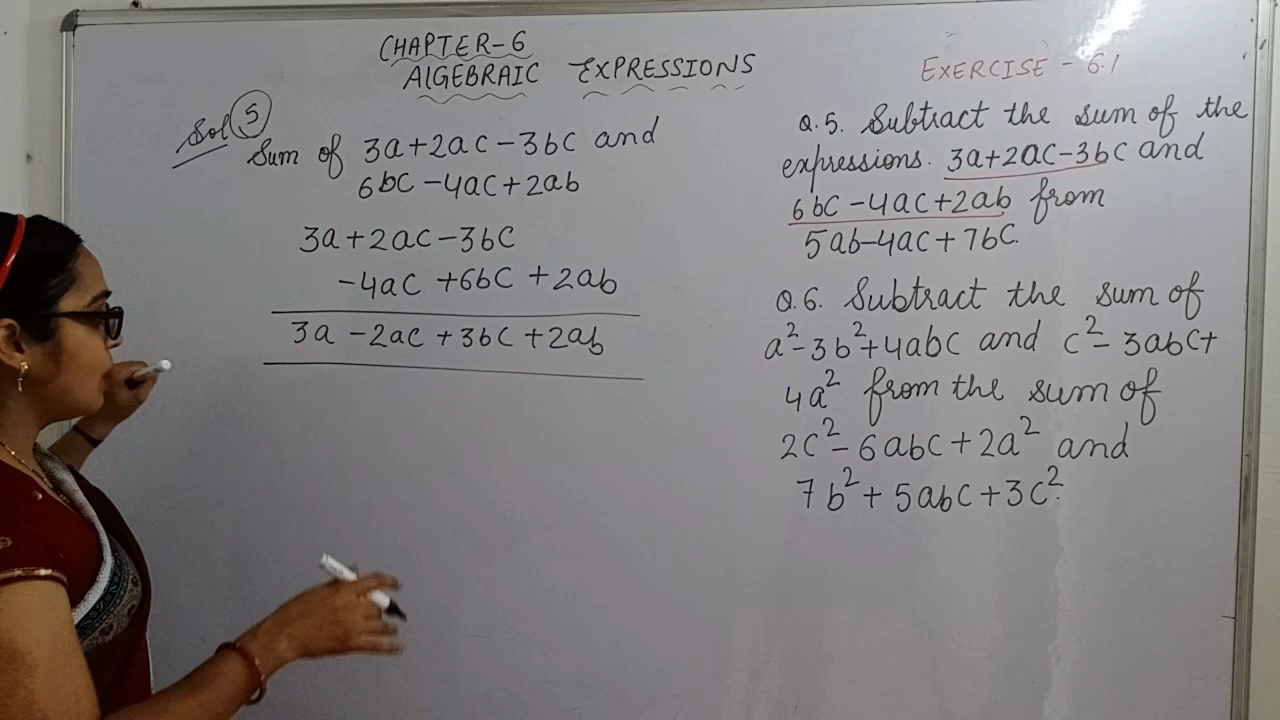 CHAPTER-6
ALGEBRAIC EXPRESSIONS
EXERCISE - 6.1
Sol 5
Sum of 3a+2ac-3bc and
6bc-4ac+2ab
3a+2ac-3bc
-4ac +6bc +2ab
3a -2ac +3bc +2ab
Q.5. Subtract the sum of the
expressions. 3a+2ac-3bc and
6bc-4ac+2ab from
5ab-4ac+7bc.
Q.6. Subtract the sum of
a²-3b²+4abc and c²-3abc+
4a² from the sum of
2c²-6abc+2a² and
7b²+5abc+3c².